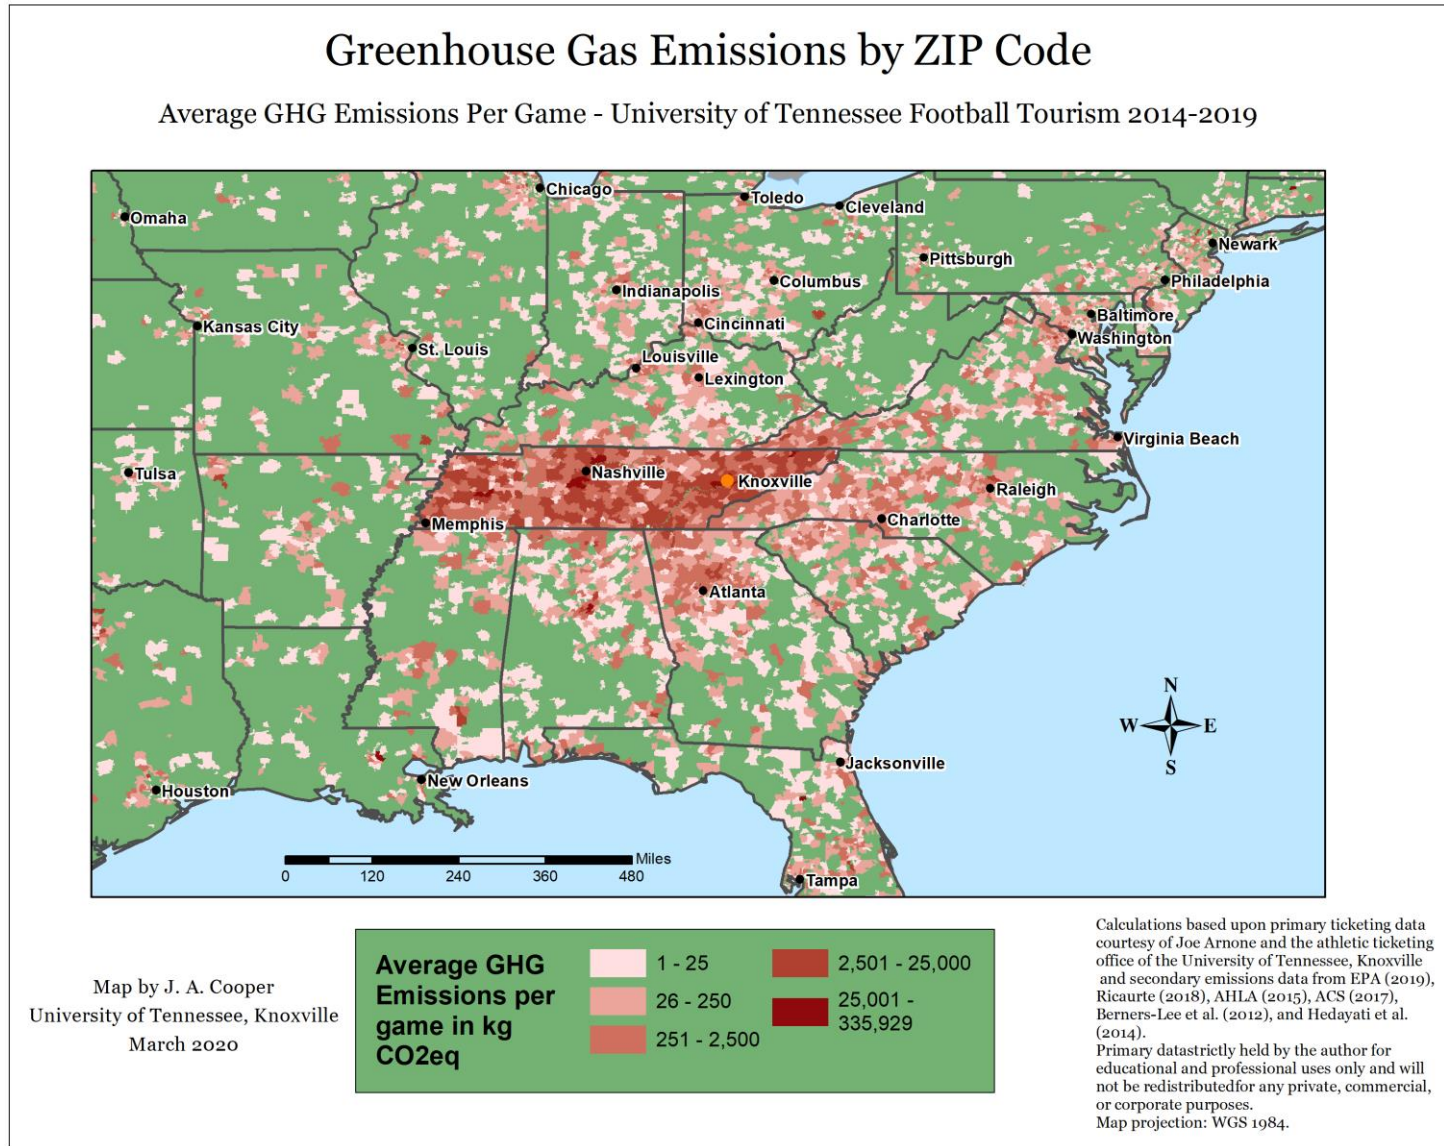 Greenhouse Gas Emissions by ZIP Code
Average GHG Emissions Per Game - University of Tennessee Football Tourism 2014-2019
Chicago
Toledo
Cleveland
Omaha
Newark
Pittsburgh
Philadelphia
Columbus
Indianapolis
Baltimore
Cincinnati
Kansas City
Washington
St. Louis
Louisville
Lexington
Virginia Beach
Nashville
Tulsa
Knoxville
Raleigh
Charlotte
Memphis
Atlanta
N
W E
S
Jacksonville
New Orleans
Houston
Miles
0 120 240 360 480
Tampa
Average GHG
Emissions per
game in kg
CO2eq
1 - 25
26 - 250
251 - 2,500
2,501 - 25,000
25,001 -
335,929
Map by J. A. Cooper
University of Tennessee, Knoxville
March 2020
Calculations based upon primary ticketing data
courtesy of Joe Arnone and the athletic ticketing
office of the University of Tennessee, Knoxville
and secondary emissions data from EPA (2019),
Ricaurte (2018), AHLA (2015), ACS (2017),
Berners-Lee et al. (2012), and Hedayati et al.
(2014).
Primary datastrictly held by the author for
educational and professional uses only and will
not be redistributedfor any private, commercial,
or corporate purposes.
Map projection: WGS 1984.